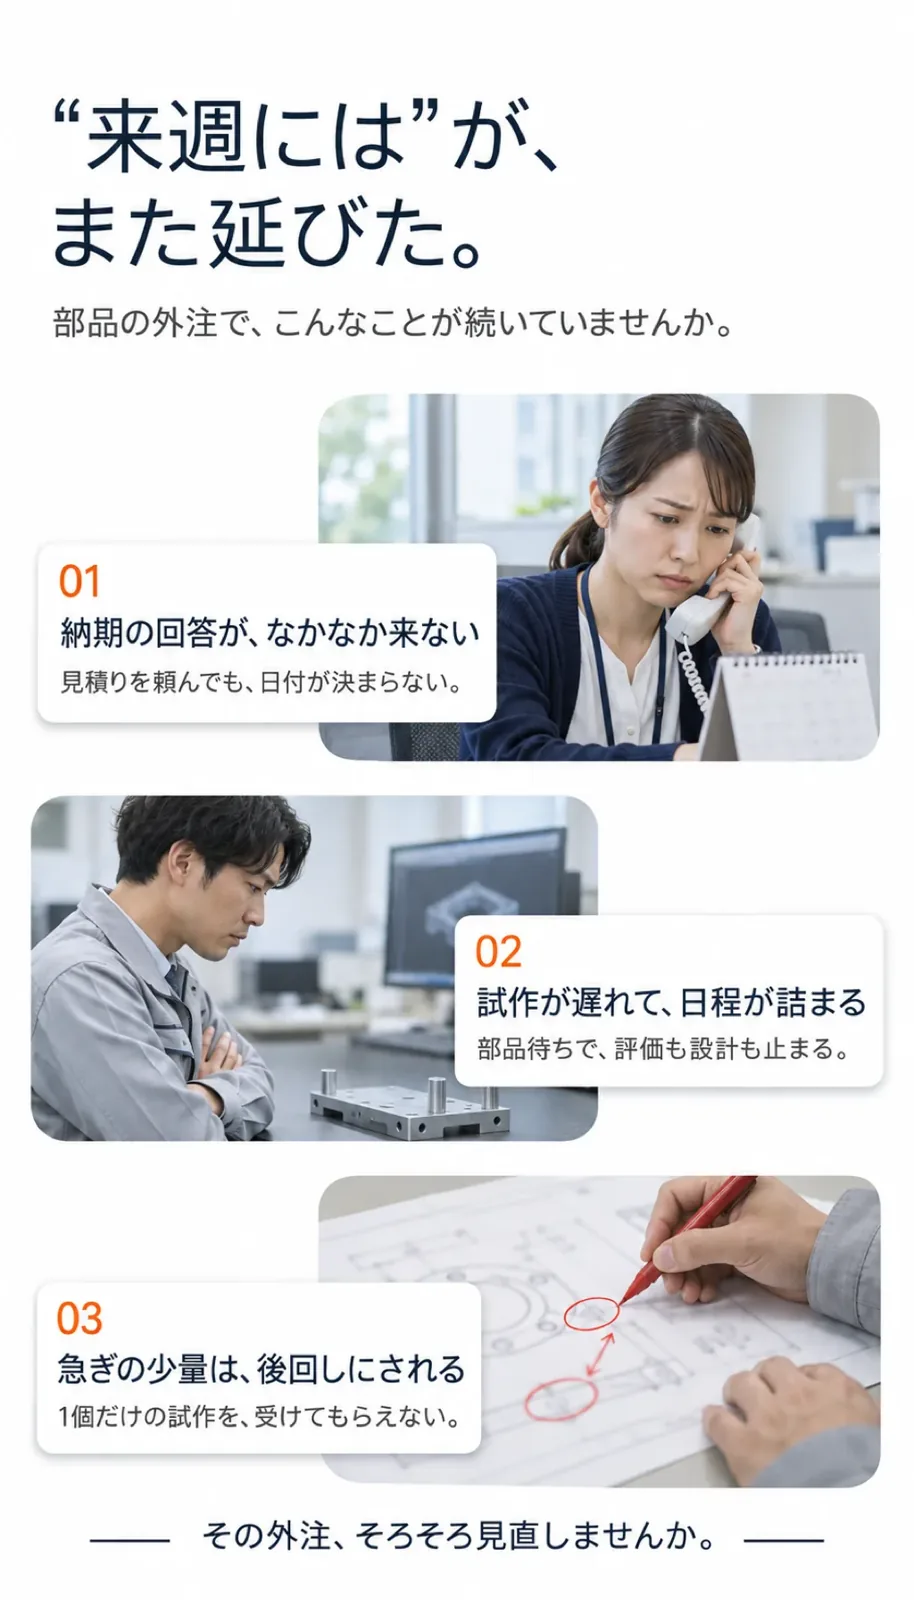 “来週には”が、
また延びた。
部品の外注で、こんなことが続いていませんか。
01
納期の回答が、なかなか来ない
見積りを頼んでも、日付が決まらない。
02
試作が遅れて、日程が詰まる
部品待ちで、評価も設計も止まる。
03
急ぎの少量は、後回しにされる
1個だけの試作を、受けてもらえない。
その外注、そろそろ見直しませんか。